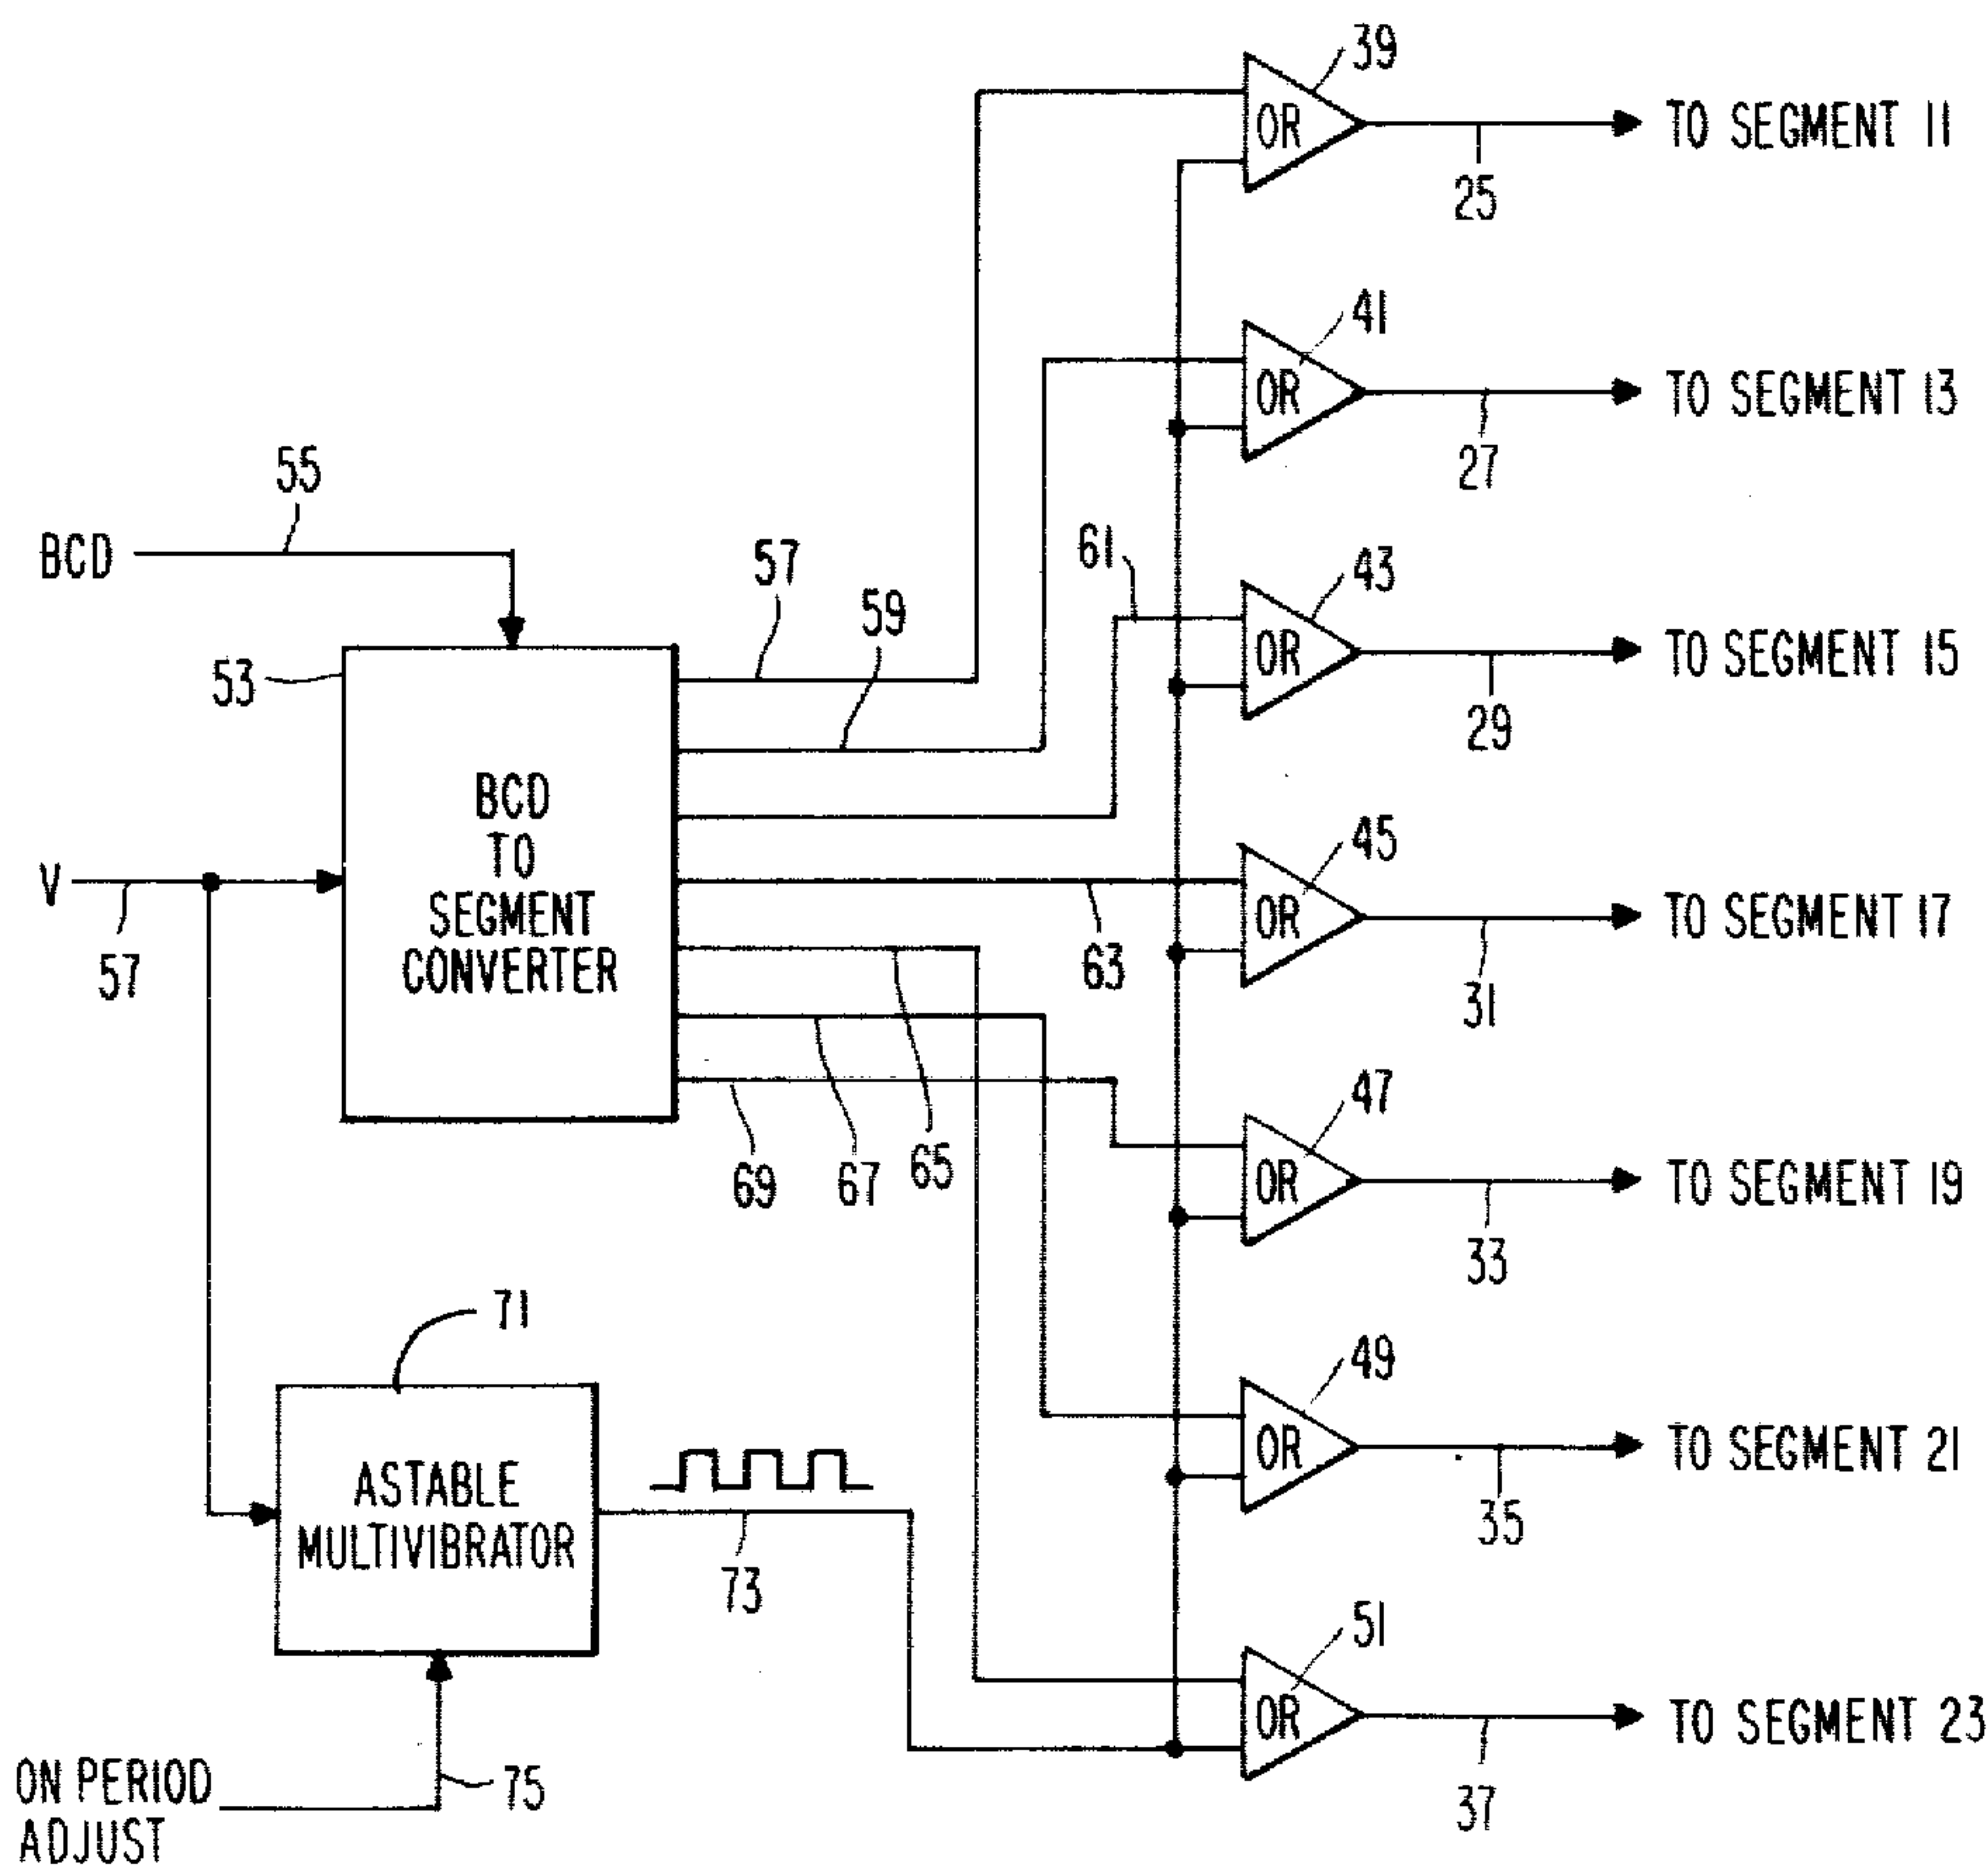 39
OR
TO SEGMENT 11
25
41
OR
TO SEGMENT 13
27
55
BCD
57
59
61
43
OR
TO SEGMENT 15
29
53
BCD
TO
SEGMENT
CONVERTER
V
57
63
45
OR
TO SEGMENT 17
31
69
67
65
47
OR
TO SEGMENT 19
33
71
ASTABLE
MULTIVIBRATOR
73
49
OR
TO SEGMENT 21
35
51
OR
TO SEGMENT 23
37
ON PERIOD
ADJUST
75